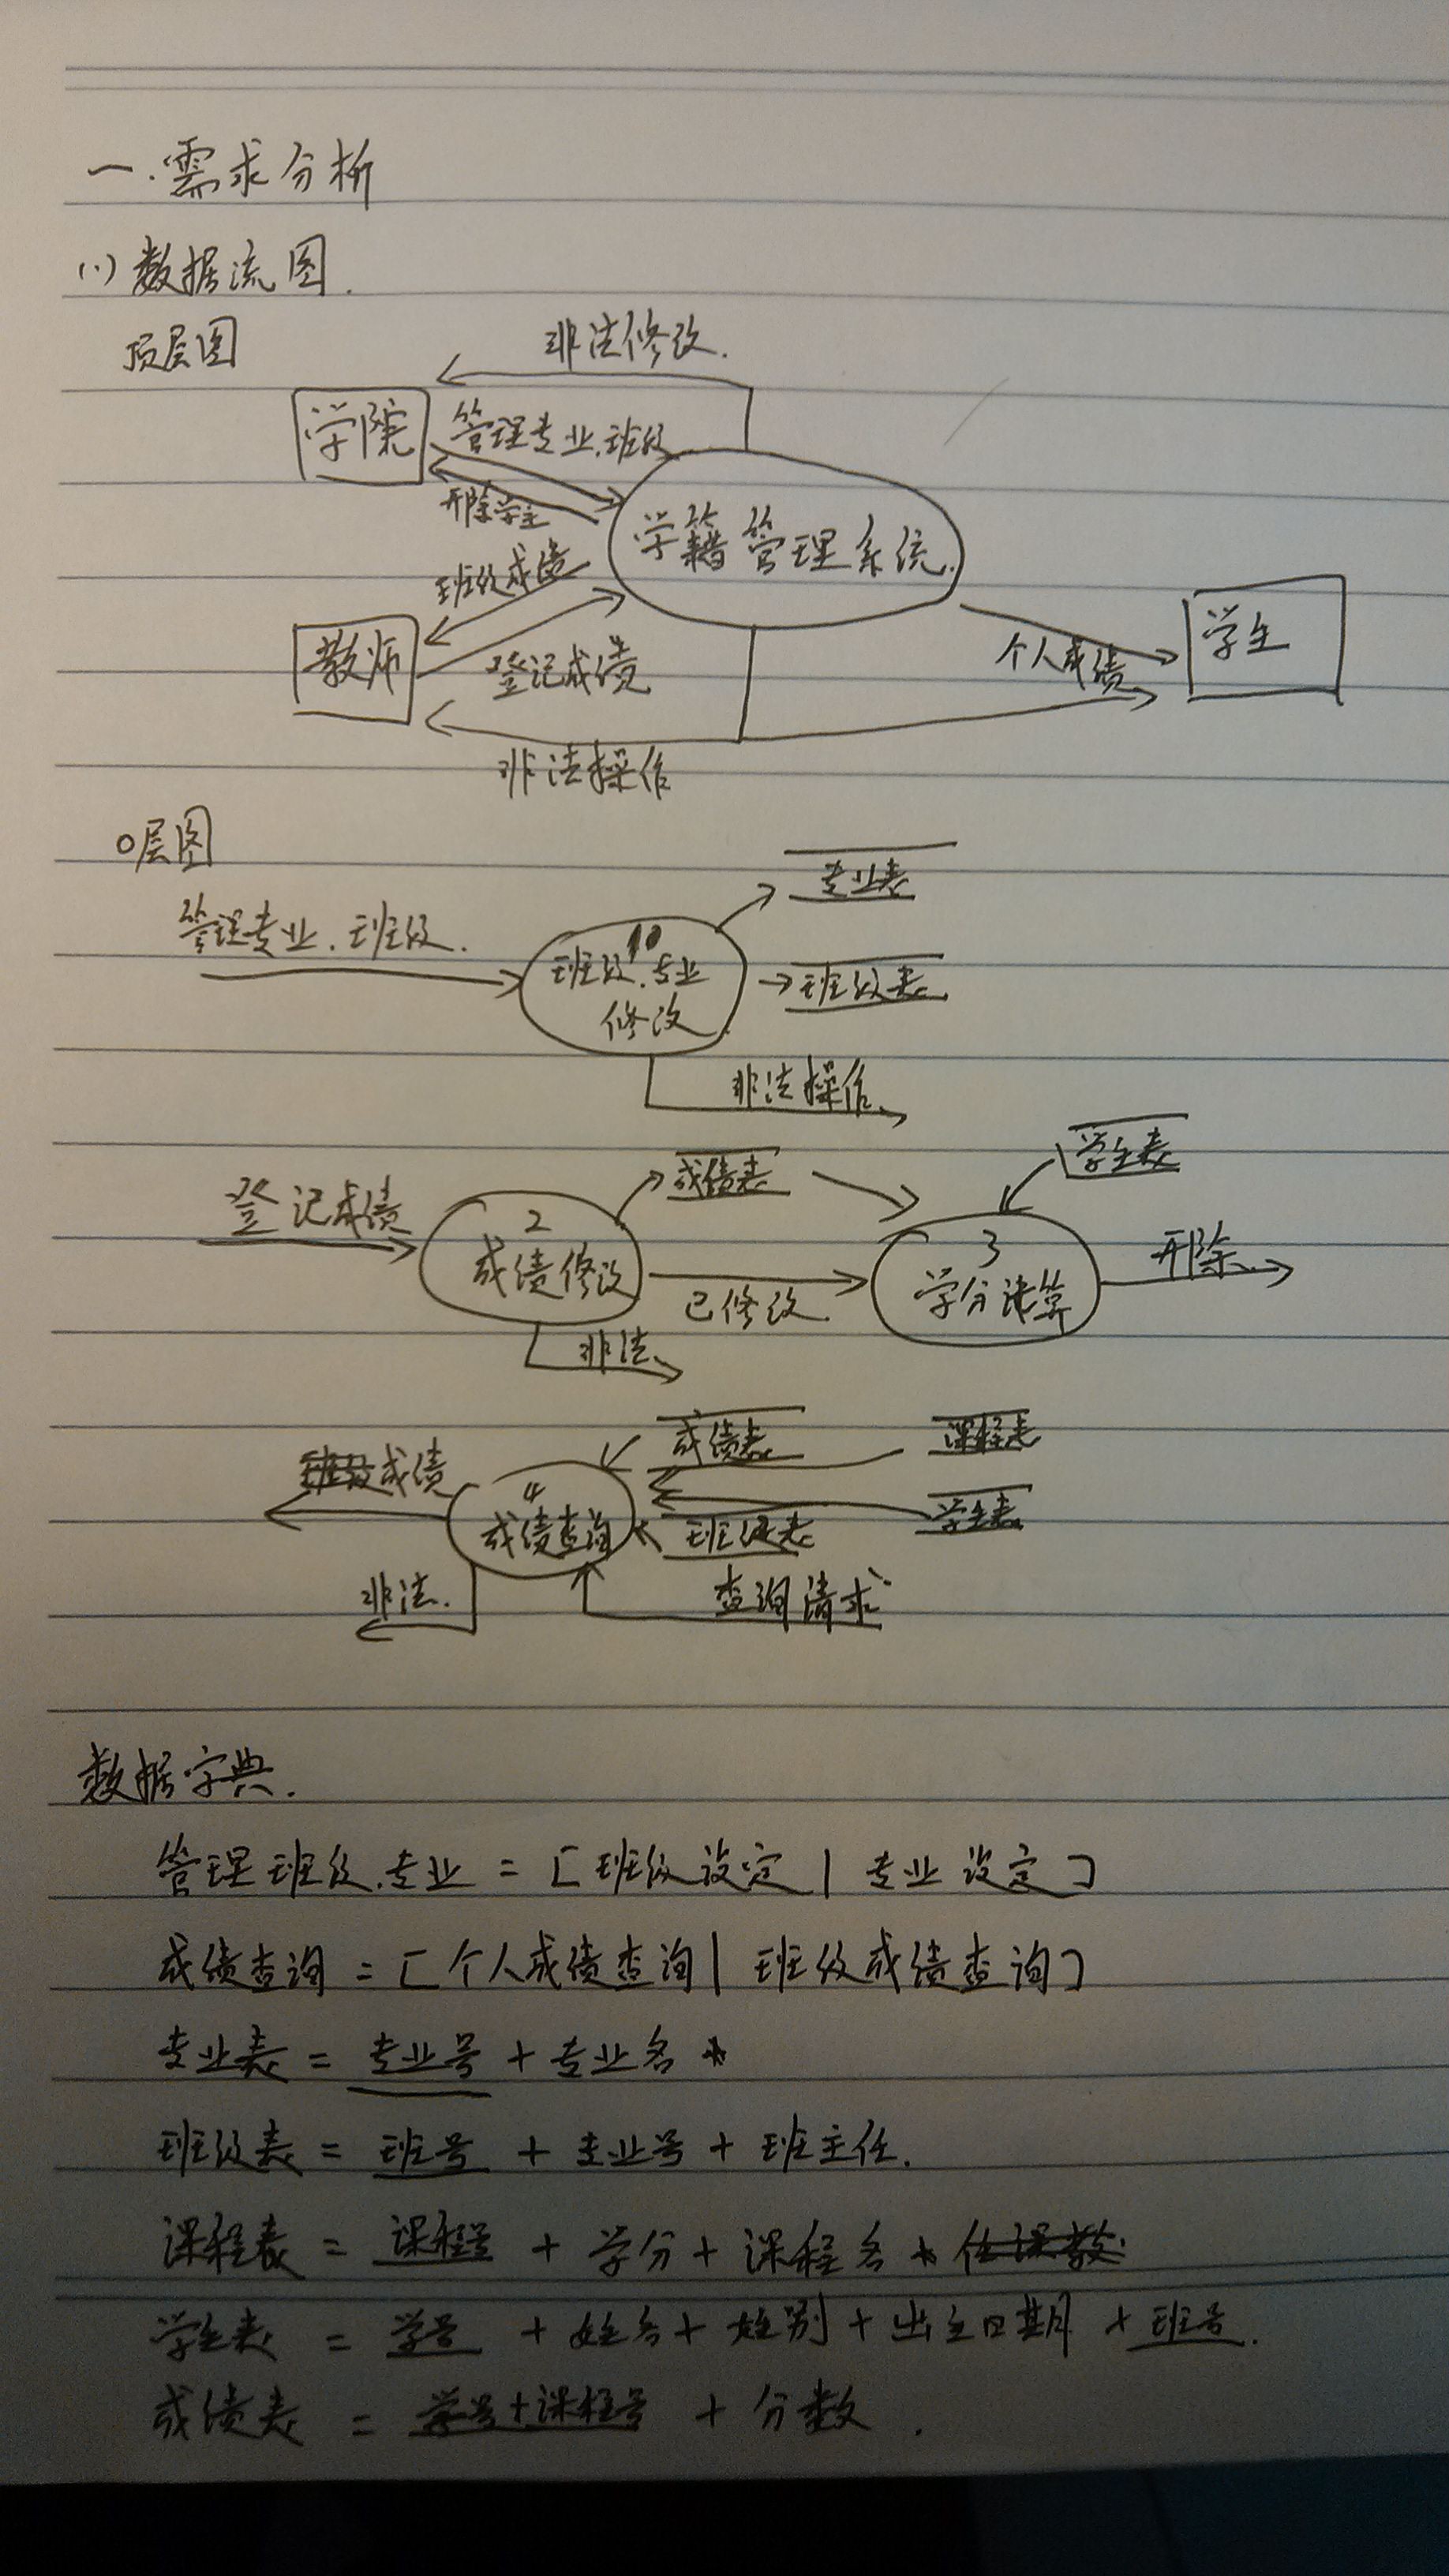 一.需求分析
(1)数据流图.
顶层图
非法修改.
学院
管理专业.班级
开除学生
学籍管理系统.
班级成绩
教师
登记成绩
个人成绩
学生
非法操作
0层图
专业表
管理专业.班级.
1
班级.专业
修改
班级表
非法操作
学生表
登记成绩
成绩表
2
成绩修改
3
学分计算
开除
已修改
非法
班级成绩
成绩表
课程表
4
成绩查询
班级表
学生表
非法.
查询请求
数据字典.
管理班级.专业 = [班级设定 | 专业设定]
成绩查询 = [个人成绩查询 | 班级成绩查询]
专业表 = 专业号 + 专业名
班级表 = 班号 + 专业号 + 班主任.
课程表 = 课程号 + 学分 + 课程名
学生表 = 学号 + 姓名 + 姓别 + 出生日期 + 班号.
成绩表 = 学号+课程号 + 分数.